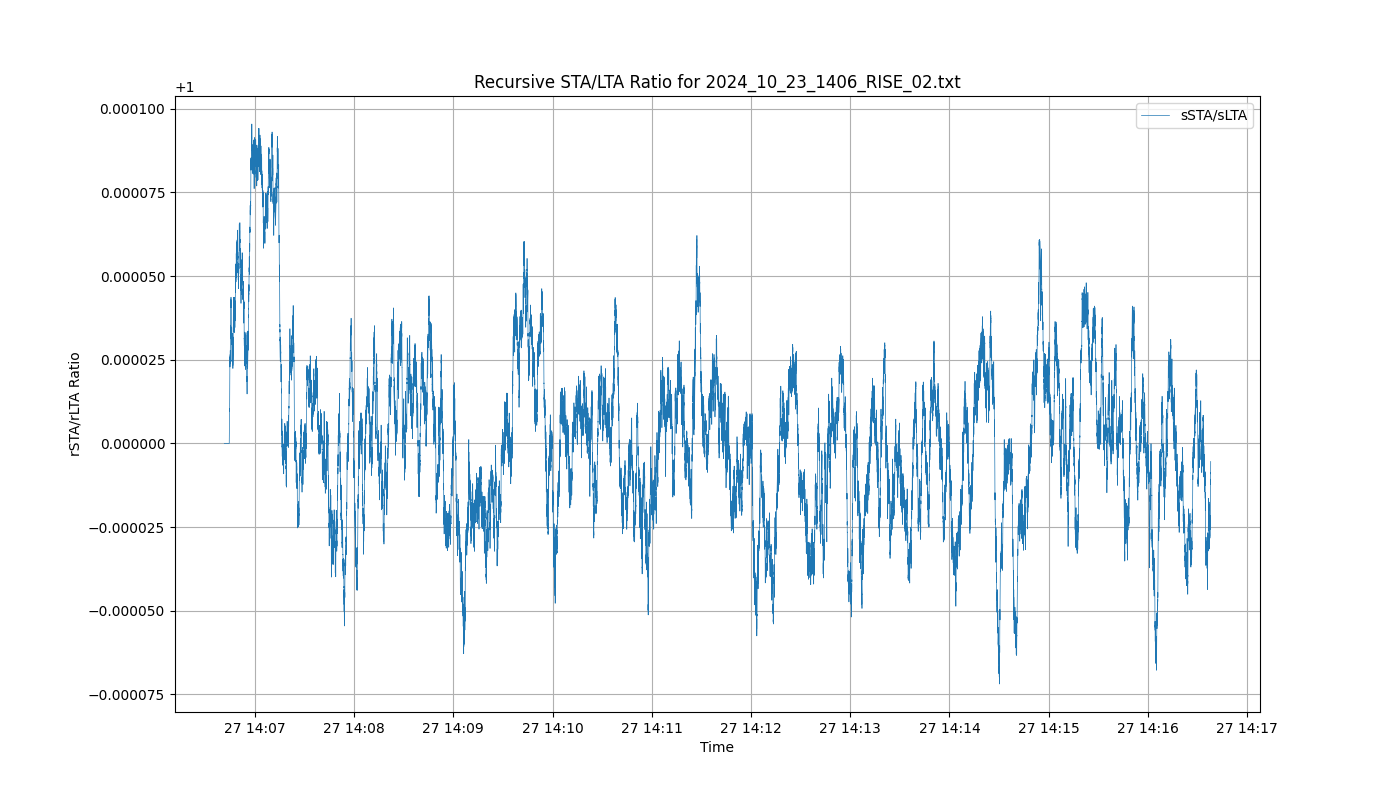 Recursive STA/LTA Ratio for 2024_10_23_1406_RISE_02.txt
+1
sSTA/sLTA
0.000100
0.000075
0.000050
0.000025
0.000000
−0.000025
−0.000050
−0.000075
rSTA/rLTA Ratio
27 14:07 27 14:08 27 14:09 27 14:10 27 14:11 27 14:12 27 14:13 27 14:14 27 14:15 27 14:16 27 14:17
Time